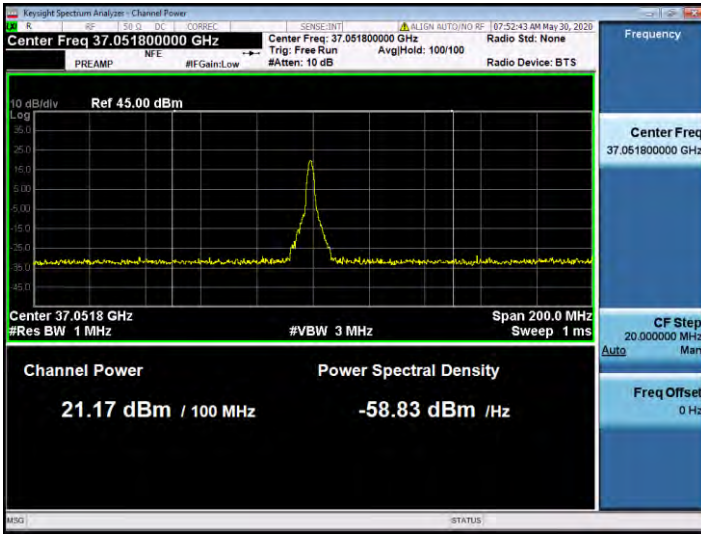 Keysight Spectrum Analyzer - Channel Power
R RF 50 Ω DC CORREC SENSE:INT ALIGN AUTO/NO RF 07:52:43 AM May 30, 2020
Center Freq 37.051800000 GHz
Center Freq: 37.051800000 GHz
Radio Std: None
NFE
Trig: Free Run
Avg|Hold: 100/100
PREAMP
#IFGain:Low
#Atten: 10 dB
Radio Device: BTS
10 dB/div
Ref 45.00 dBm
Log
35.0
25.0
15.0
5.00
-5.00
-15.0
-25.0
-35.0
-45.0
Center 37.0518 GHz
Span 200.0 MHz
#Res BW 1 MHz
#VBW 3 MHz
Sweep 1 ms
Channel Power
Power Spectral Density
21.17 dBm / 100 MHz
-58.83 dBm /Hz
Frequency
Center Freq
37.051800000 GHz
CF Step
20.000000 MHz
Auto Man
Freq Offset
0 Hz
MSG
STATUS